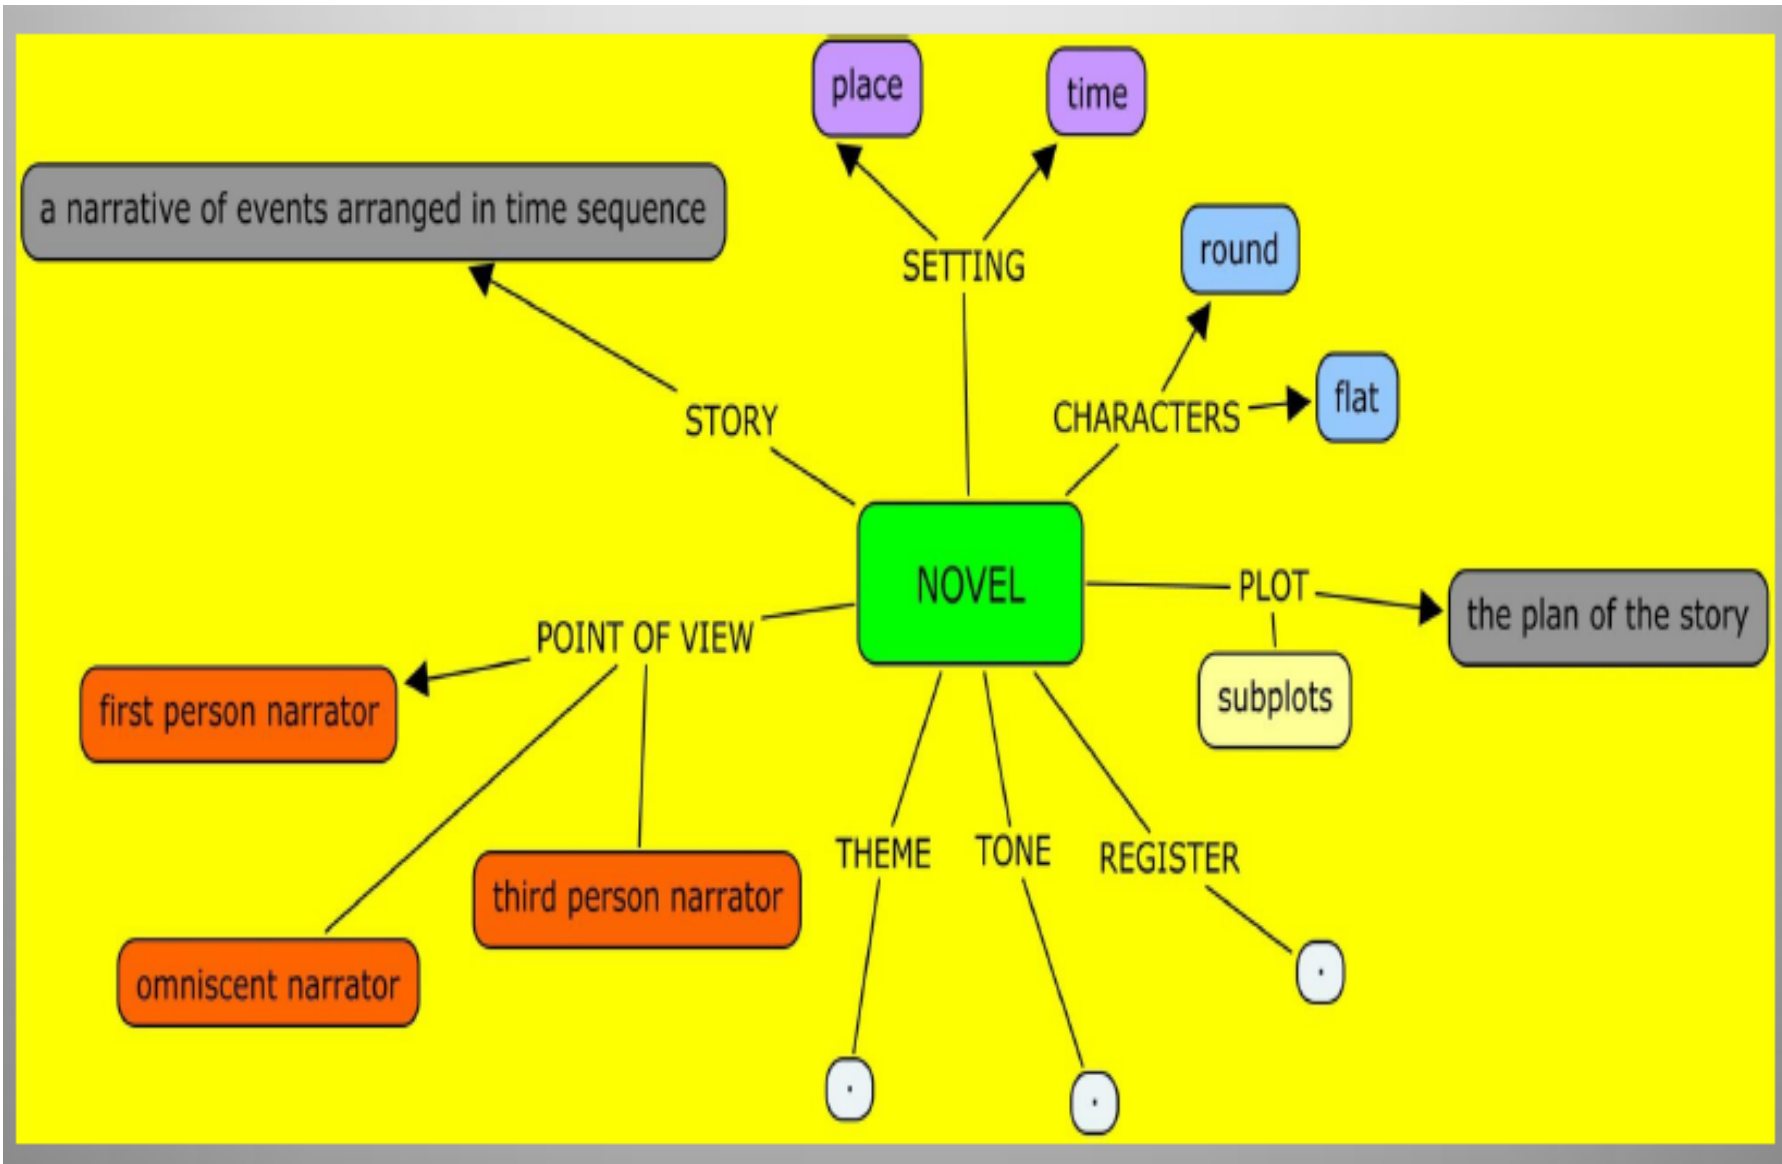 place
time
a narrative of events arranged in time sequence
SETTING
round
flat
STORY
CHARACTERS
NOVEL
PLOT
the plan of the story
POINT OF VIEW
subplots
first person narrator
THEME
TONE
REGISTER
third person narrator
omniscent narrator
.
.
.